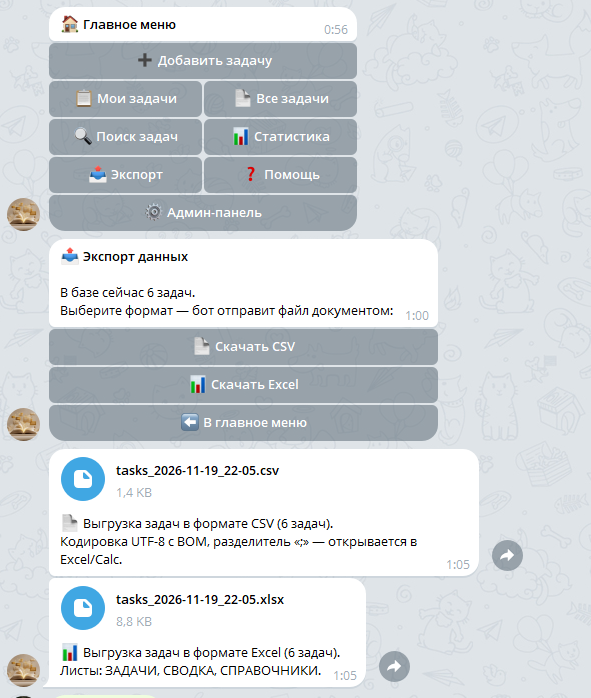 Главное меню
0:56
Добавить задачу
Мои задачи
Все задачи
Поиск задач
Статистика
Экспорт
Помощь
Админ-панель
Экспорт данных
В базе сейчас 6 задач.
Выберите формат — бот отправит файл документом:
1:00
Скачать CSV
Скачать Excel
В главное меню
tasks_2026-11-19_22-05.csv
1,4 KB
Выгрузка задач в формате CSV (6 задач).
Кодировка UTF-8 с BOM, разделитель «;» — открывается в
Excel/Calc.
1:05
tasks_2026-11-19_22-05.xlsx
8,8 KB
Выгрузка задач в формате Excel (6 задач).
Листы: ЗАДАЧИ, СВОДКА, СПРАВОЧНИКИ.
1:05